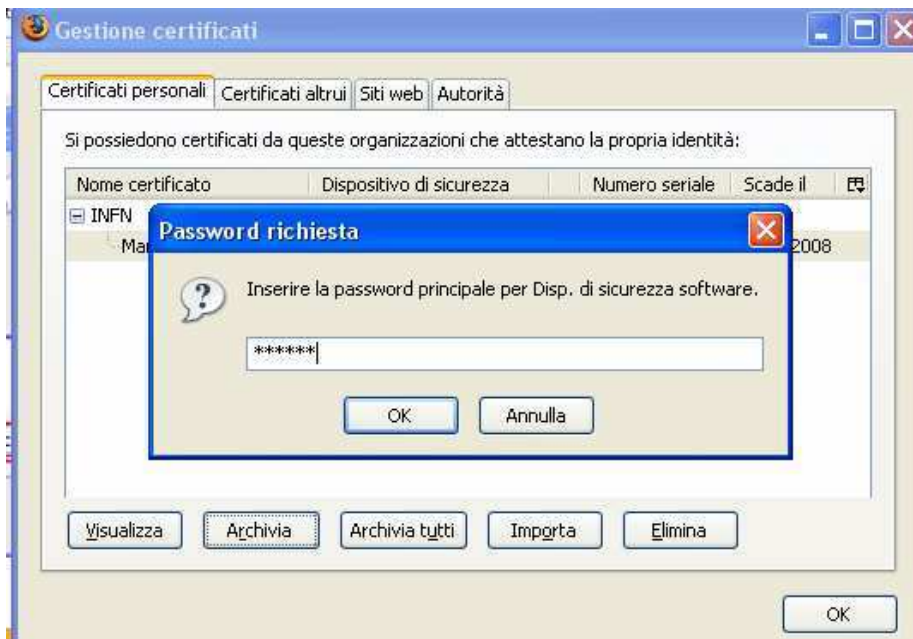 Gestione certificati
Certificati personali Certificati altrui Siti web Autorità
Si possiedono certificati da queste organizzazioni che attestano la propria identità:
Nome certificato Dispositivo di sicurezza Numero seriale Scade il
INFN
2008
Password richiesta
Inserire la password principale per Disp. di sicurezza software.
******
OK Annulla
Visualizza Archivia Archivia tutti Importa Elimina
OK